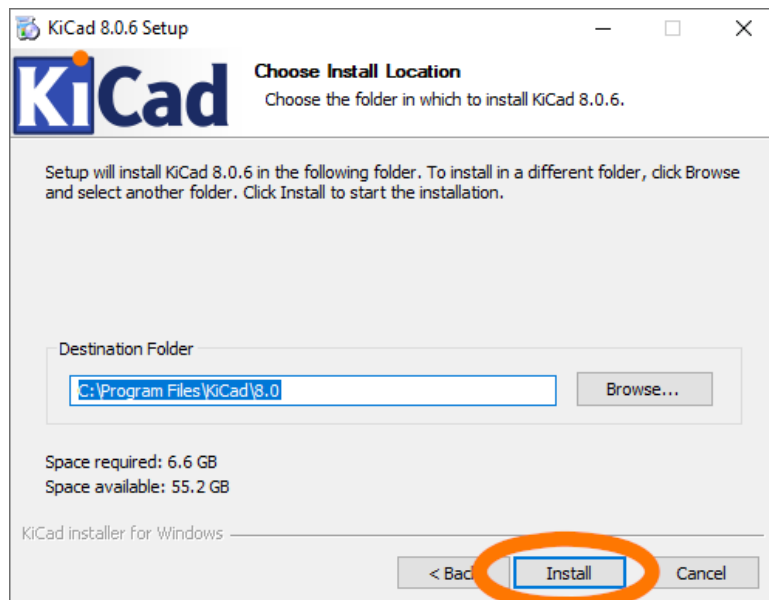 KiCad 8.0.6 Setup
KiCad
Choose Install Location
Choose the folder in which to install KiCad 8.0.6.
Setup will install KiCad 8.0.6 in the following folder. To install in a different folder, click Browse
and select another folder. Click Install to start the installation.
Destination Folder
C:\Program Files\KiCad\8.0
Browse...
Space required: 6.6 GB
Space available: 55.2 GB
KiCad installer for Windows
< Back Install Cancel